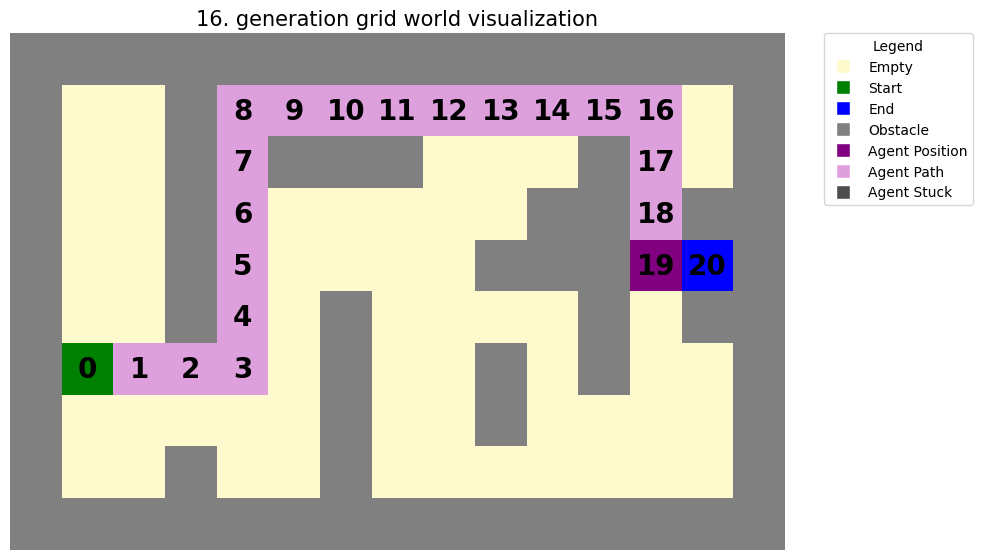 16. generation grid world visualization
Legend
Empty
Start
End
Obstacle
Agent Position
Agent Path
Agent Stuck
8 9 10 11 12 13 14 15 16
7 17
6 18
5 19 20
4
0 1 2 3